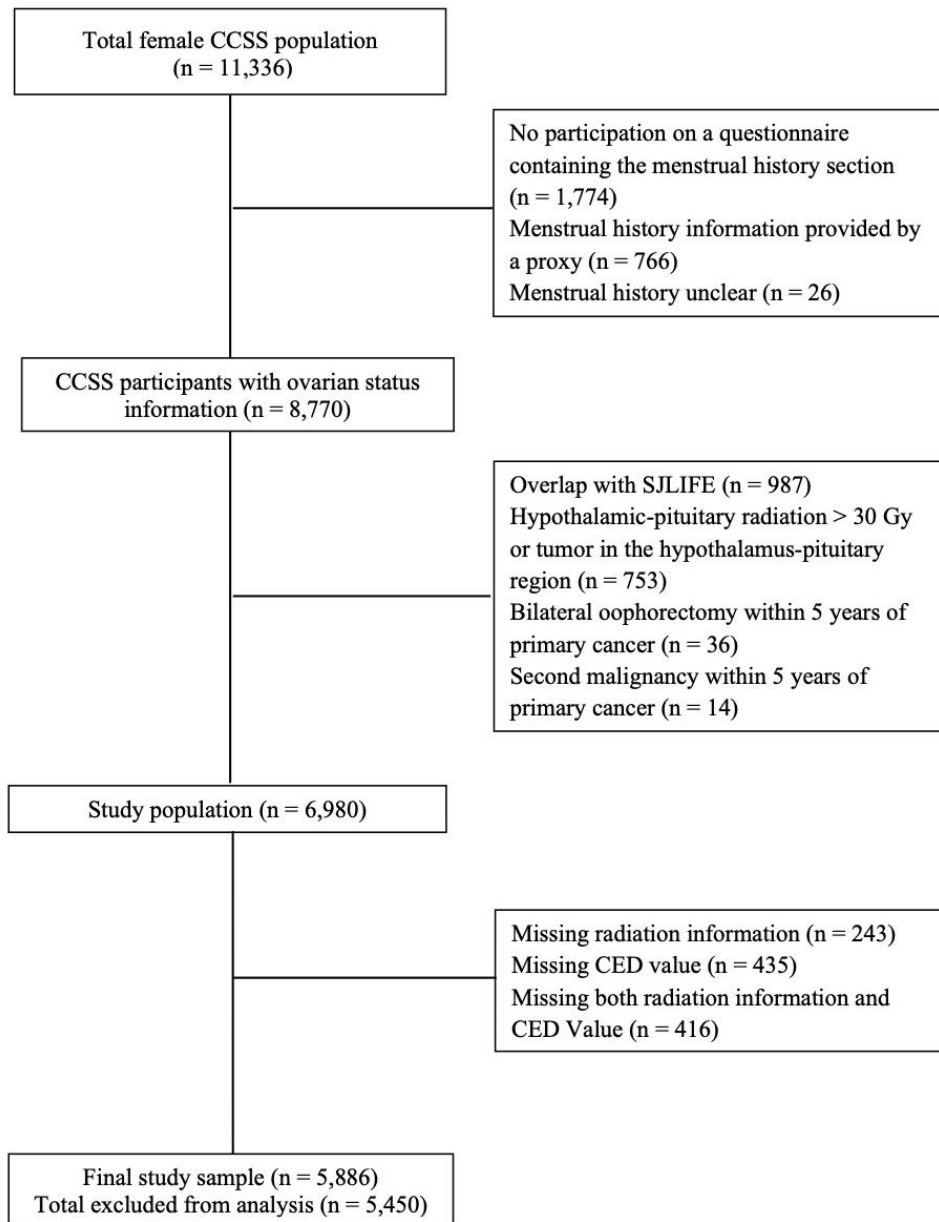 Total female CCSS population
(n = 11,336)
No participation on a questionnaire
containing the menstrual history section
(n = 1,774)
Menstrual history information provided by
a proxy (n = 766)
Menstrual history unclear (n = 26)
CCSS participants with ovarian status
information (n = 8,770)
Overlap with SJLIFE (n = 987)
Hypothalamic-pituitary radiation > 30 Gy
or tumor in the hypothalamus-pituitary
region (n = 753)
Bilateral oophorectomy within 5 years of
primary cancer (n = 36)
Second malignancy within 5 years of
primary cancer (n = 14)
Study population (n = 6,980)
Missing radiation information (n = 243)
Missing CED value (n = 435)
Missing both radiation information and
CED Value (n = 416)
Final study sample (n = 5,886)
Total excluded from analysis (n = 5,450)